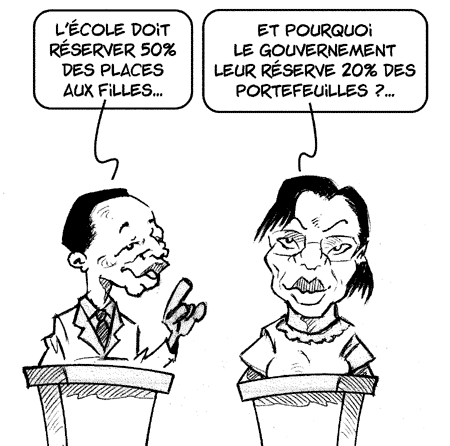 L'ÉCOLE DOIT
RÉSERVER 50%
DES PLACES
AUX FILLES...
ET POURQUOI
LE GOUVERNEMENT
LEUR RÉSERVE 20% DES
PORTEFEUILLES ?...